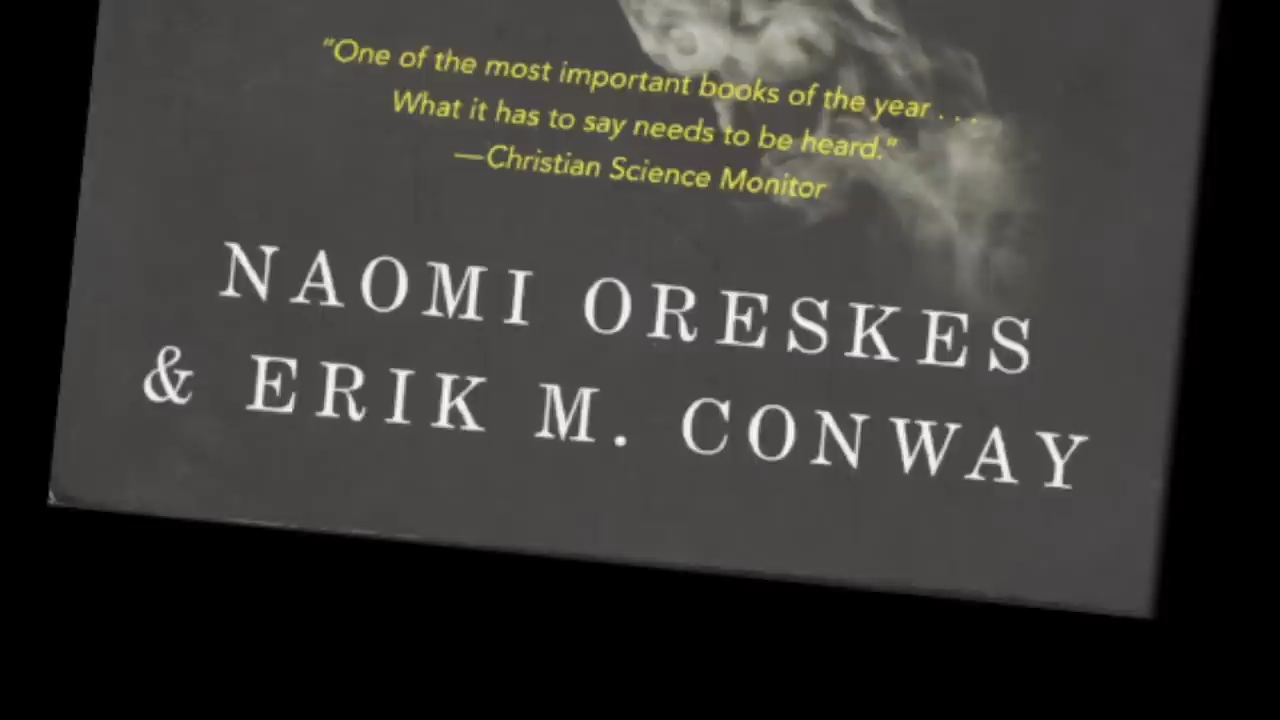 "One of the most important books of the year . . .
What it has to say needs to be heard."
—Christian Science Monitor
NAOMI ORESKES
& ERIK M. CONWAY